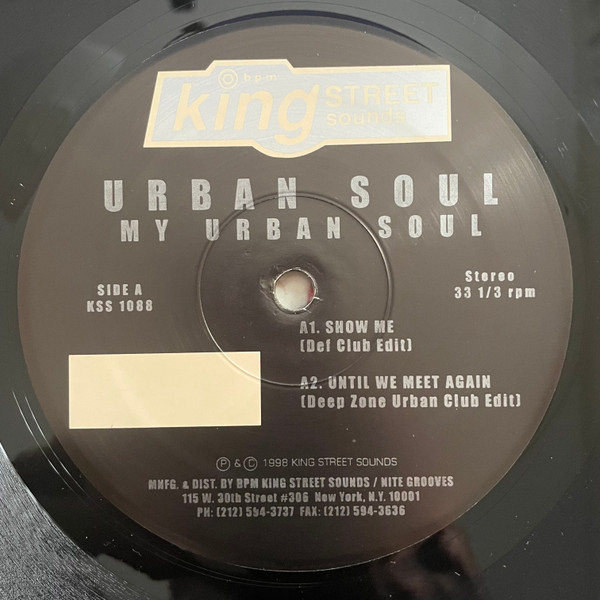 bpm
king STREET
sounds
URBAN SOUL
MY URBAN SOUL
SIDE A
KSS 1088
Stereo
33 1/3 rpm
A1. SHOW ME
(Def Club Edit)
A2. UNTIL WE MEET AGAIN
(Deep Zone Urban Club Edit)
Ⓟ & Ⓒ 1998 KING STREET SOUNDS
MNFG. & DIST. BY BPM KING STREET SOUNDS / NITE GROOVES
115 W. 30th Street #306 New York, N.Y. 10001
PH: (212) 594-3737 FAX: (212) 594-3636